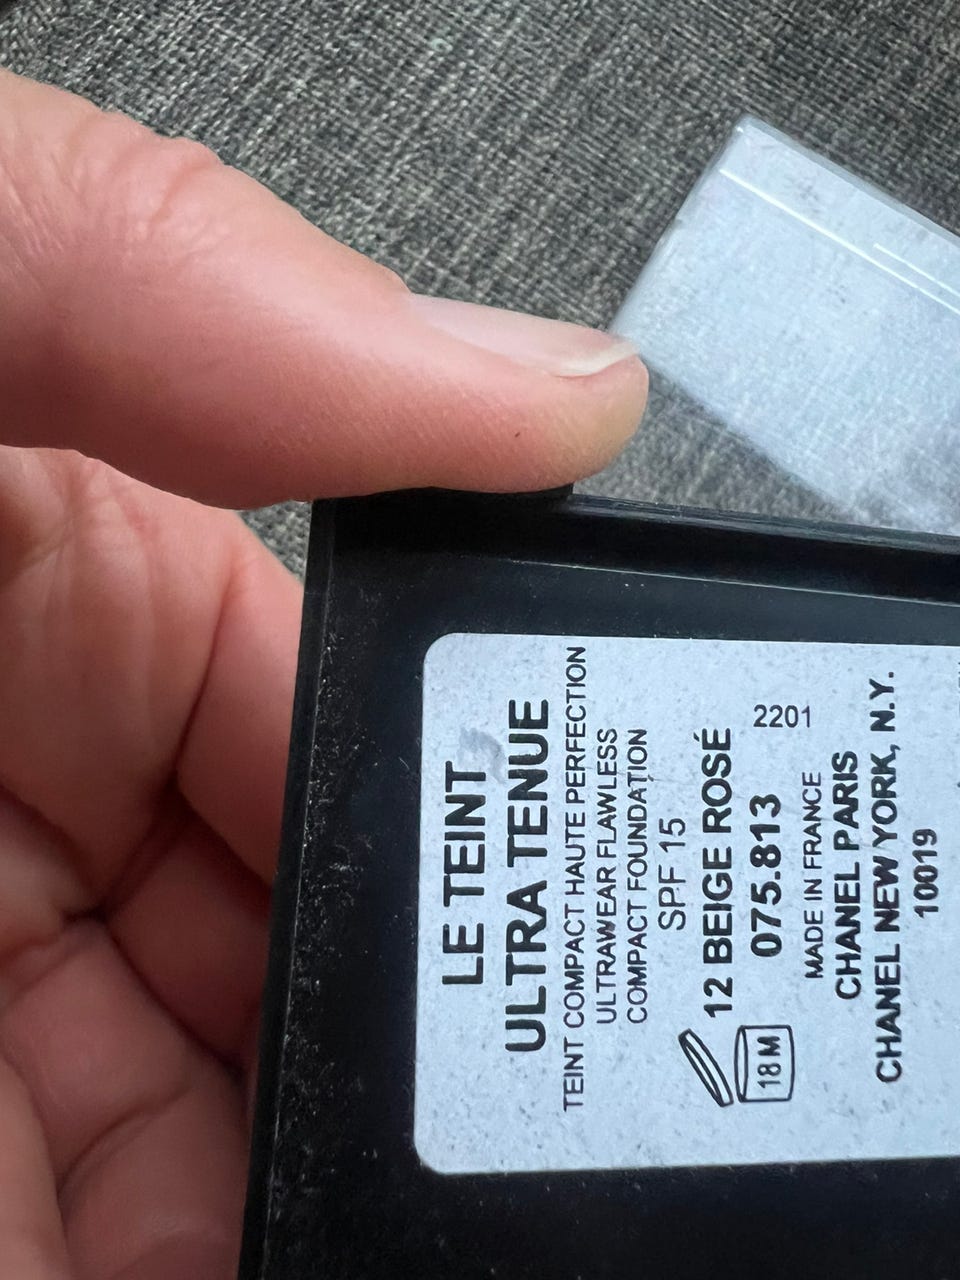 LE TEINT
ULTRA TENUE
TEINT COMPACT HAUTE PERFECTION
ULTRAWEAR FLAWLESS
COMPACT FOUNDATION
SPF 15
12 BEIGE ROSÉ
2201
075.813
18 M
MADE IN FRANCE
CHANEL PARIS
CHANEL NEW YORK, N.Y.
10019